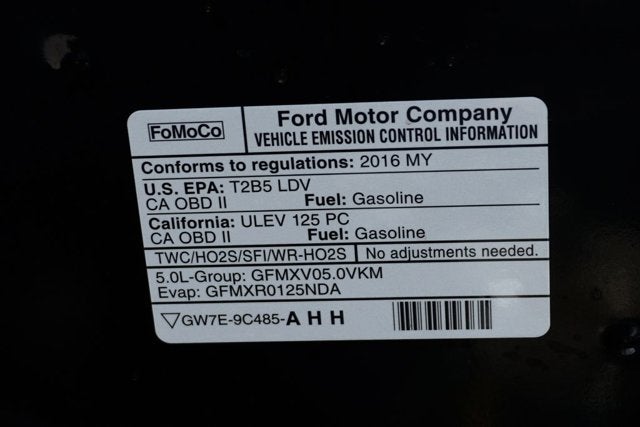 FoMoCo
Ford Motor Company
VEHICLE EMISSION CONTROL INFORMATION
Conforms to regulations: 2016 MY
U.S. EPA: T2B5 LDV
CA OBD II Fuel: Gasoline
California: ULEV 125 PC
CA OBD II Fuel: Gasoline
TWC/HO2S/SFI/WR-HO2S No adjustments needed.
5.0L-Group: GFMXV05.0VKM
Evap: GFMXR0125NDA
GW7E-9C485-A H H